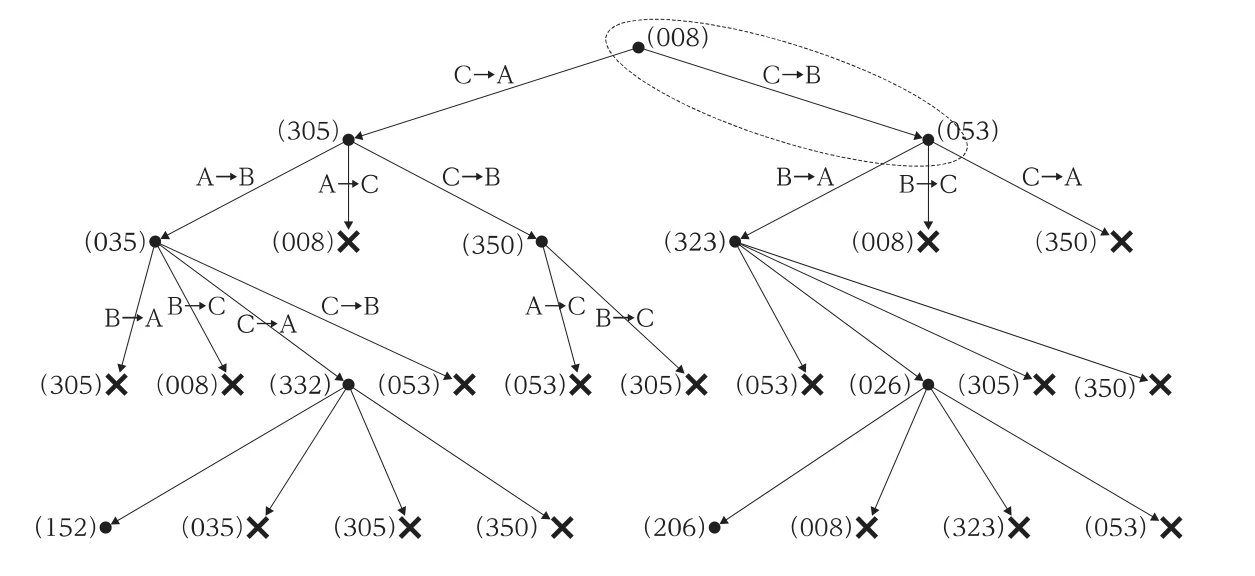 (008)
C→A C→B
(305) (053)
A→B A→C C→B B→A B→C C→A
(035) (008) (350) (323) (008) (350)
B→A B→C C→A C→B A→C B→C
(305) (008) (332) (053) (053) (305) (053) (026) (305) (350)
(152) (035) (305) (350) (206) (008) (323) (053)